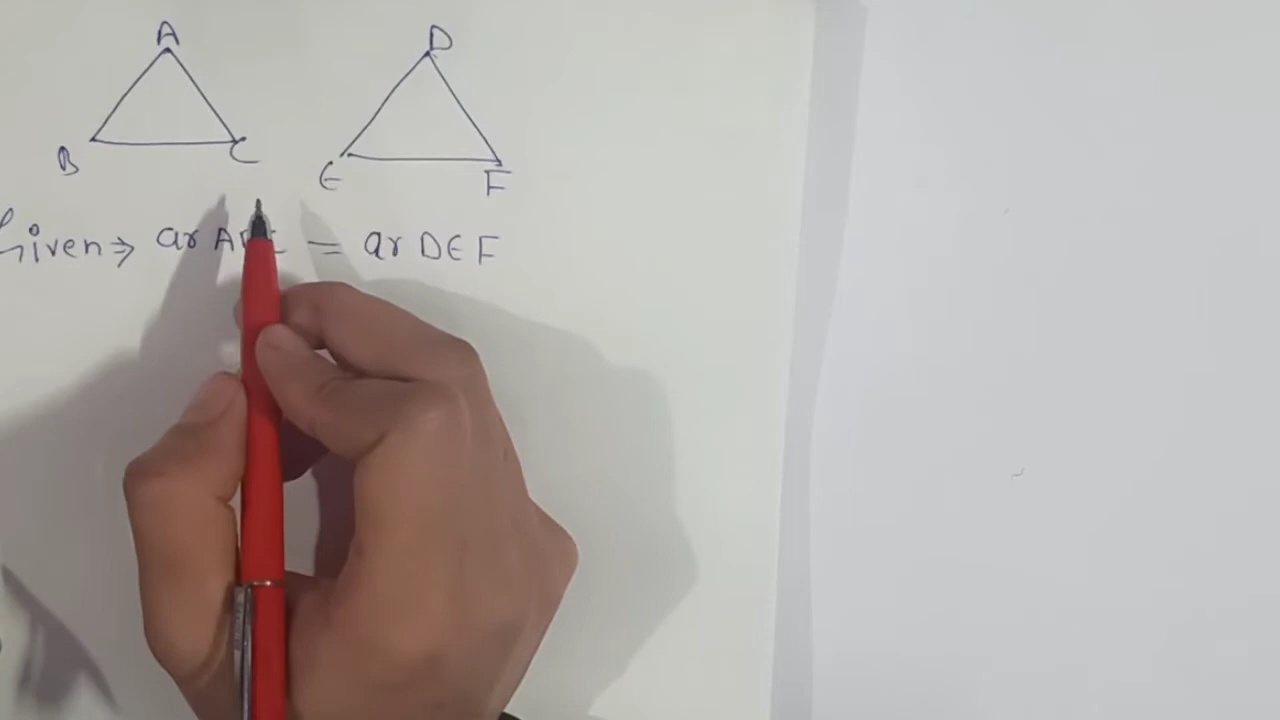 A
D
B
C
E
F
Given ⇒ ar = ar DEF